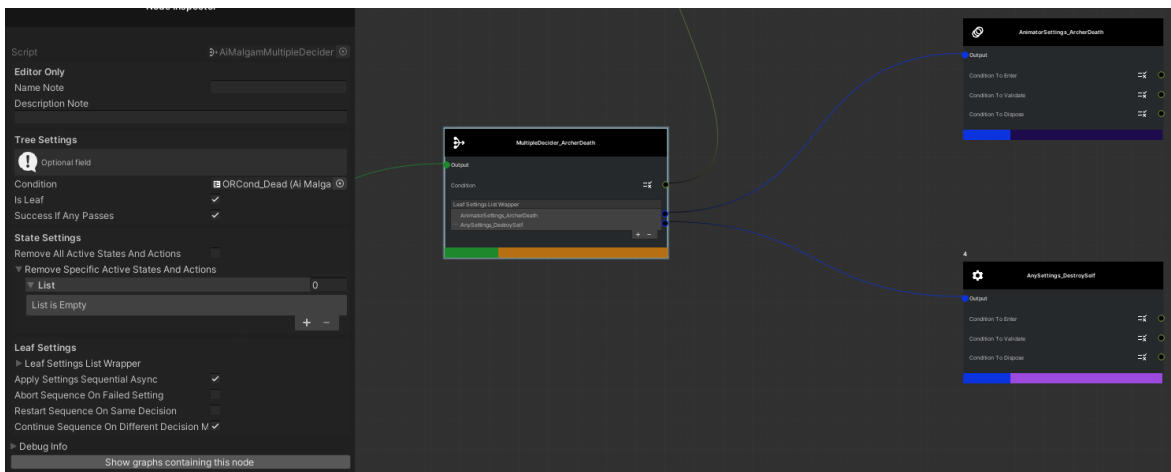 Node Inspector
Script AiMalgamMultipleDecider
Editor Only
Name Note
Description Note
Tree Settings
Optional field
Condition ORCond_Dead (Ai Malga
Is Leaf
Success If Any Passes
State Settings
Remove All Active States And Actions
Remove Specific Active States And Actions
List 0
List is Empty
+ -
Leaf Settings
Leaf Settings List Wrapper
Apply Settings Sequential Async
Abort Sequence On Failed Setting
Restart Sequence On Same Decision
Continue Sequence On Different Decision M
Debug Info
Show graphs containing this node
MultipleDecider_ArcherDeath
Output
Condition
Leaf Settings List Wrapper
AnimatorSettings_ArcherDeath
AnySettings_DestroySelf
+ -
AnimatorSettings_ArcherDeath
Output
Condition To Enter
Condition To Validate
Condition To Dispose
4
AnySettings_DestroySelf
Output
Condition To Enter
Condition To Validate
Condition To Dispose